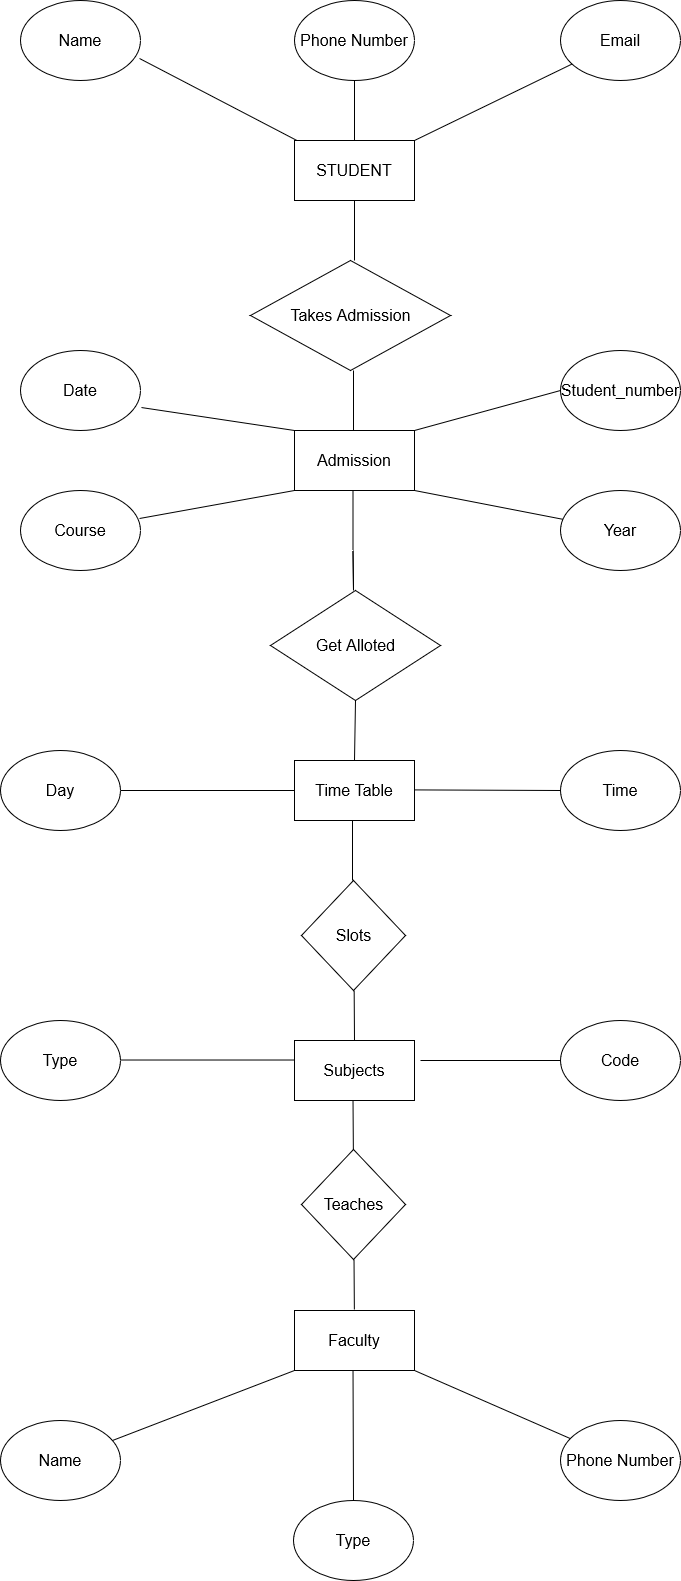 Name
Phone Number
Email
STUDENT
Takes Admission
Date
Student_number
Admission
Course
Year
Get Alloted
Day
Time Table
Time
Slots
Type
Subjects
Code
Teaches
Faculty
Name
Phone Number
Type